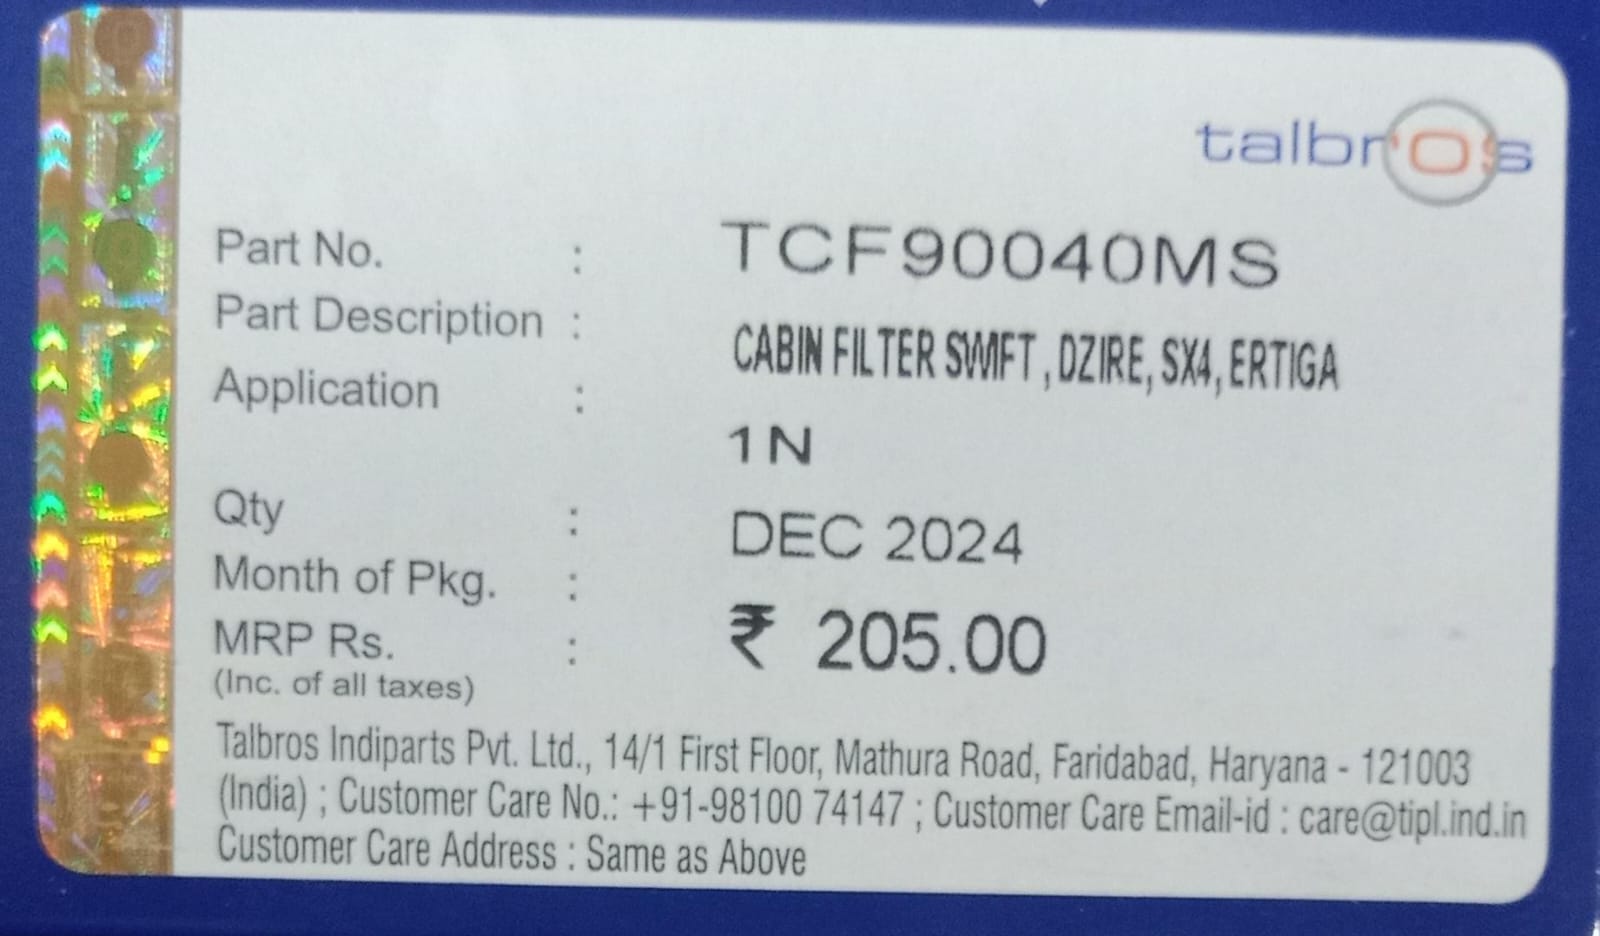 talbros
Part No. : TCF90040MS
Part Description : CABIN FILTER SWIFT , DZIRE, SX4, ERTIGA
Application :
1N
Qty :
DEC 2024
Month of Pkg. :
MRP Rs. : ₹ 205.00
(Inc. of all taxes)
Talbros Indiparts Pvt. Ltd., 14/1 First Floor, Mathura Road, Faridabad, Haryana - 121003
(India) ; Customer Care No.: +91-98100 74147 ; Customer Care Email-id : care@tipl.ind.in
Customer Care Address : Same as Above